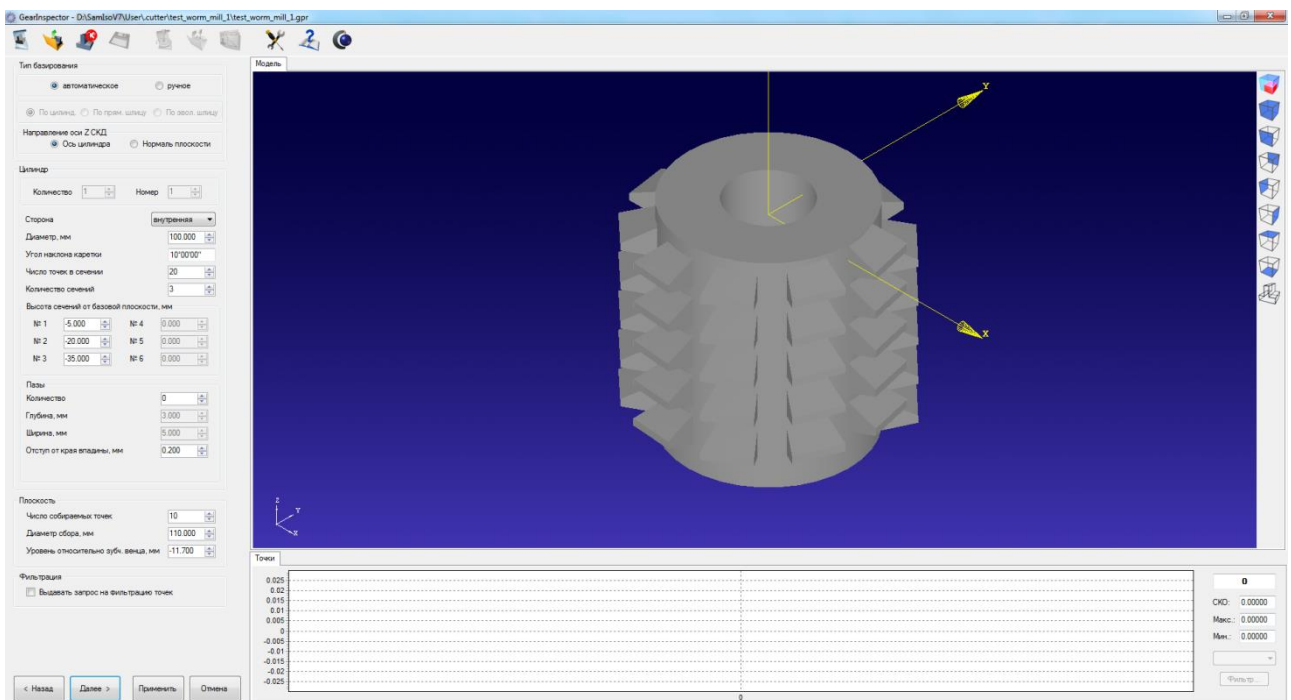 GearInspector - D:\SamIsoV7\User\.cutter\test_worm_mill_1\test_worm_mill_1.gpr
Тип базирования
автоматическое ручное
По цилинд. По прям. шлицу По эвол. шлицу
Направление оси Z СКД
Ось цилиндра Нормаль плоскости
Цилиндр
Количество 1 Номер 1
Сторона внутренняя
Диаметр, мм 100.000
Угол наклона каретки 10°00'00"
Число точек в сечении 20
Количество сечений 3
Высота сечений от базовой плоскости, мм
№ 1 -5.000 № 4 0.000
№ 2 -20.000 № 5 0.000
№ 3 -35.000 № 6 0.000
Пазы
Количество 0
Глубина, мм 3.000
Ширина, мм 5.000
Отступ от края впадины, мм 0.200
Плоскость
Число собираемых точек 10
Диаметр сбора, мм 110.000
Уровень относительно зубч. венца, мм -11.700
Фильтрация
Выдавать запрос на фильтрацию точек
< Назад Далее > Применить Отмена
Модель
Y
X
Z
Y
X
Точки
0.025
0.02
0.015
0.01
0.005
0
-0.005
-0.01
-0.015
-0.02
-0.025
0
0
СКО: 0.00000
Макс.: 0.00000
Мин.: 0.00000
Фильтр...